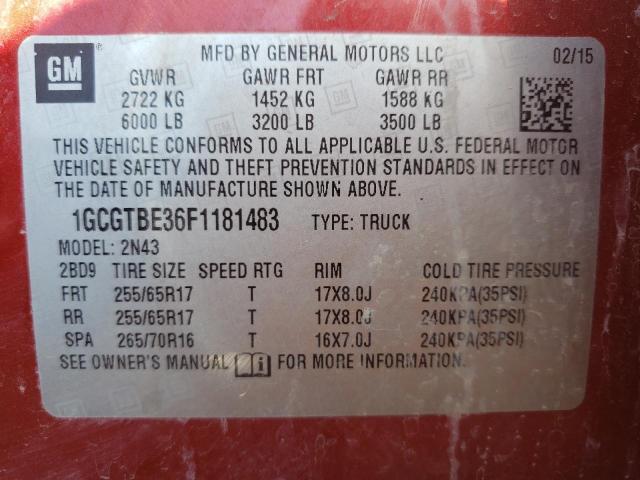 GM
MFD BY GENERAL MOTORS LLC 02/15
GVWR GAWR FRT GAWR RR
2722 KG 1452 KG 1588 KG
6000 LB 3200 LB 3500 LB
THIS VEHICLE CONFORMS TO ALL APPLICABLE U.S. FEDERAL MOTOR
VEHICLE SAFETY AND THEFT PREVENTION STANDARDS IN EFFECT ON
THE DATE OF MANUFACTURE SHOWN ABOVE.
1GCGTBE36F1181483 TYPE: TRUCK
MODEL: 2N43
2BD9 TIRE SIZE SPEED RTG RIM COLD TIRE PRESSURE
FRT 255/65R17 T 17X8.0J 240KPA(35PSI)
RR 255/65R17 T 17X8.0J 240KPA(35PSI)
SPA 265/70R16 T 16X7.0J 240KPA(35PSI)
SEE OWNER'S MANUAL i FOR MORE INFORMATION.